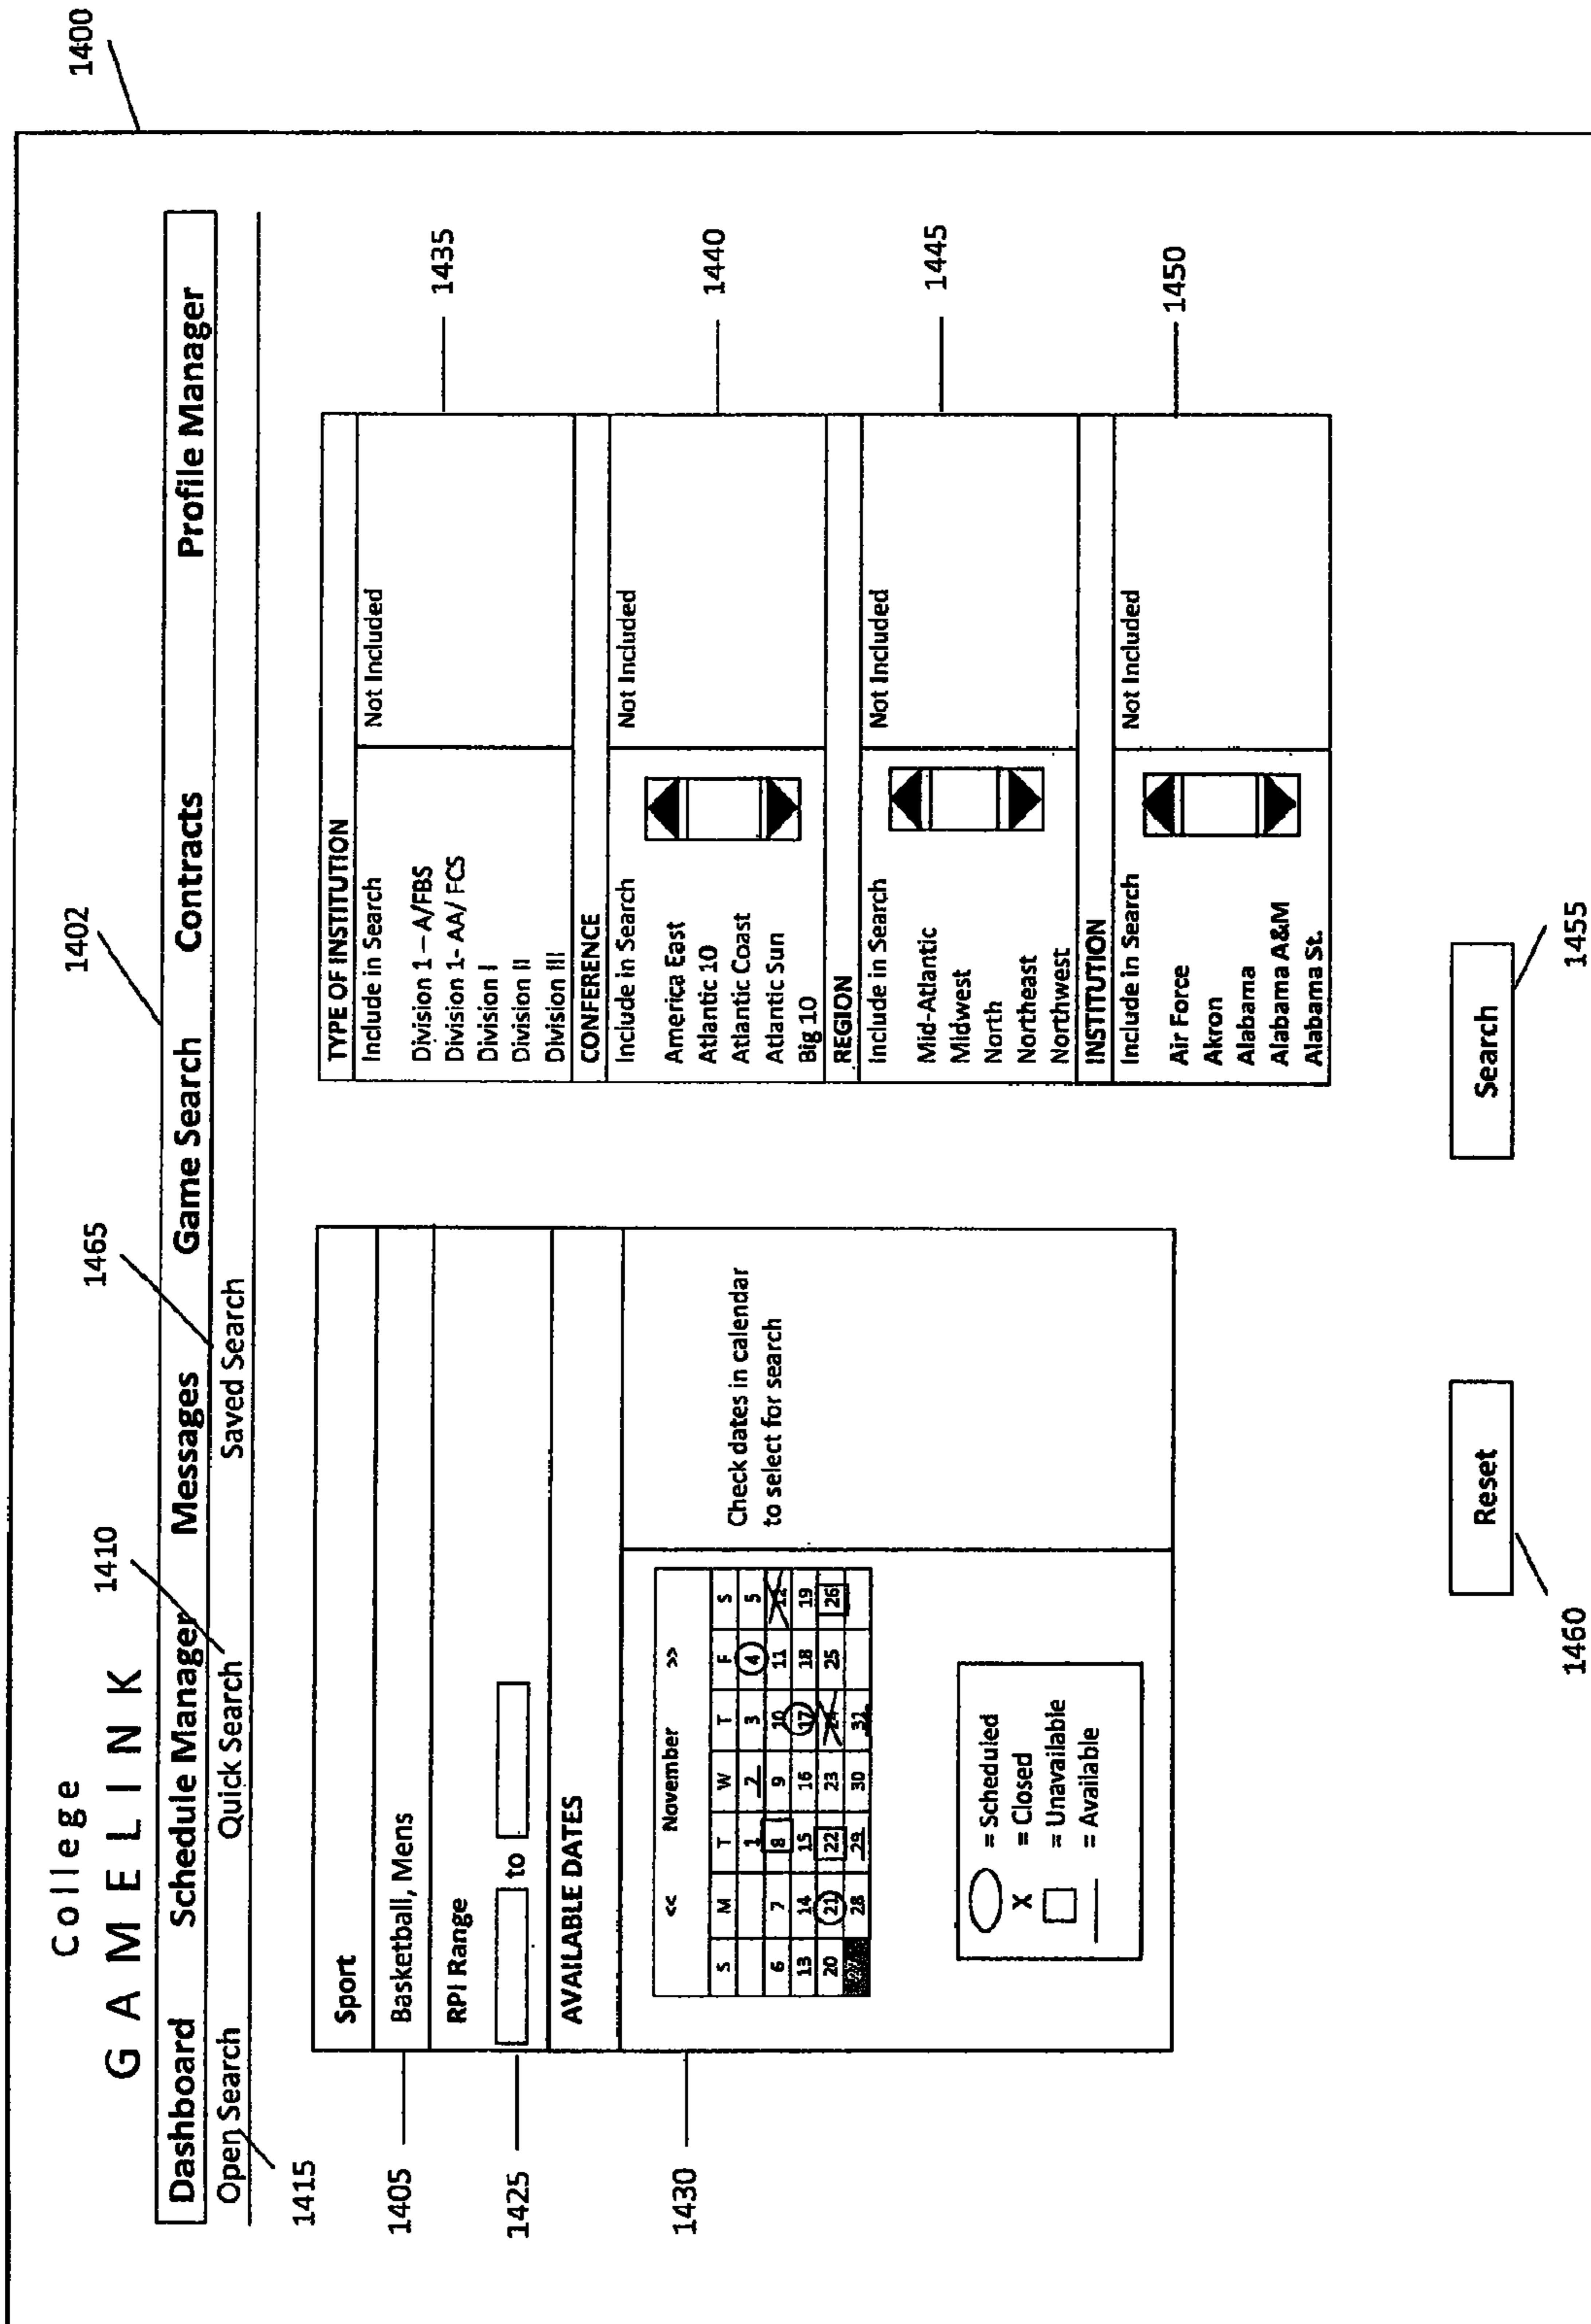 1400
College
GAMELINK
1410
1465
1402
Dashboard Schedule Manager Messages Game Search Contracts Profile Manager
Open Search Quick Search Saved Search
1415
Sport
1405
Basketball, Mens
RPI Range
1425
to
AVAILABLE DATES
1430
<< November >>
S M T W T F S
1 2 3 4 5
6 7 8 9 10 11 12
13 14 15 16 17 18 19
20 21 22 23 24 25 26
28 29 30 31
Check dates in calendar
to select for search
= Scheduled
X = Closed
= Unavailable
= Available
TYPE OF INSTITUTION
Include in Search Not Included
Division 1 – A/FBS
Division 1- AA/ FCS
Division I
Division II
Division III
1435
CONFERENCE
Include in Search Not Included
America East
Atlantic 10
Atlantic Coast
Atlantic Sun
Big 10
1440
REGION
Include in Search Not Included
Mid-Atlantic
Midwest
North
Northeast
Northwest
1445
INSTITUTION
Include in Search Not Included
Air Force
Akron
Alabama
Alabama A&M
Alabama St.
1450
Reset Search
1460 1455